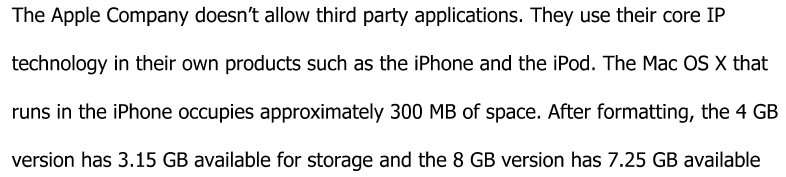 The Apple Company doesn’t allow third party applications. They use their core IP
technology in their own products such as the iPhone and the iPod. The Mac OS X that
runs in the iPhone occupies approximately 300 MB of space. After formatting, the 4 GB
version has 3.15 GB available for storage and the 8 GB version has 7.25 GB available